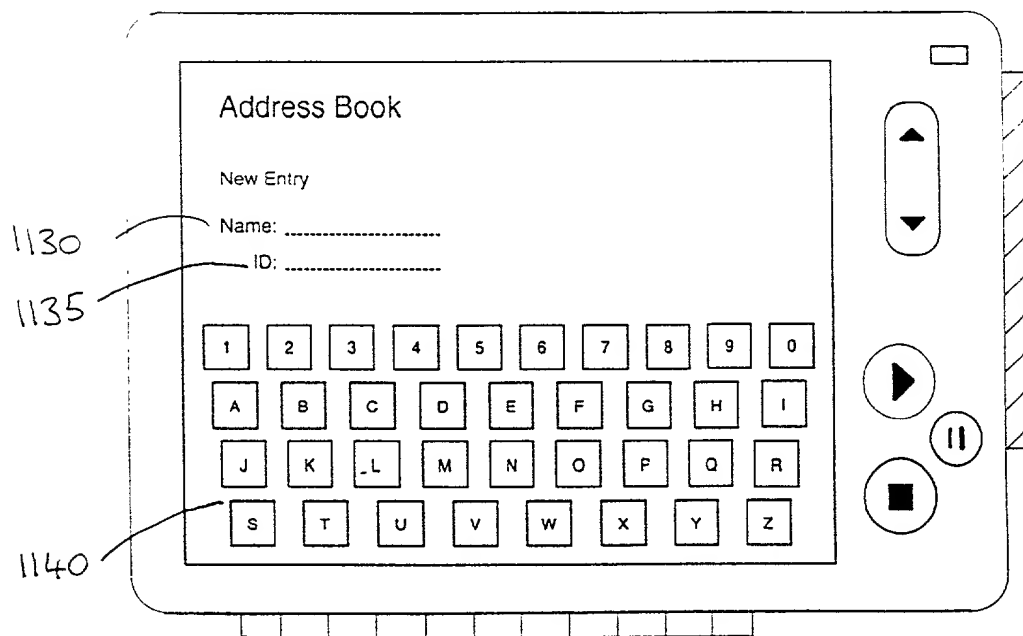 Address Book
New Entry
1130
Name:
ID:
1135
1 2 3 4 5 6 7 8 9 0
A B C D E F G H I
J K L M N O P Q R
S T U V W X Y Z
1140